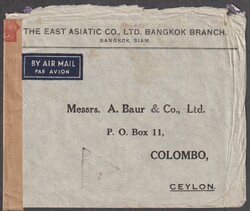 THE EAST ASIATIC CO., LTD. BANGKOK BRANCH.
BANGKOK, SIAM.
BY AIR MAIL
PAR AVION
Messrs. A. Baur & Co., Ltd.
P. O. Box 11,
COLOMBO,
CEYLON.